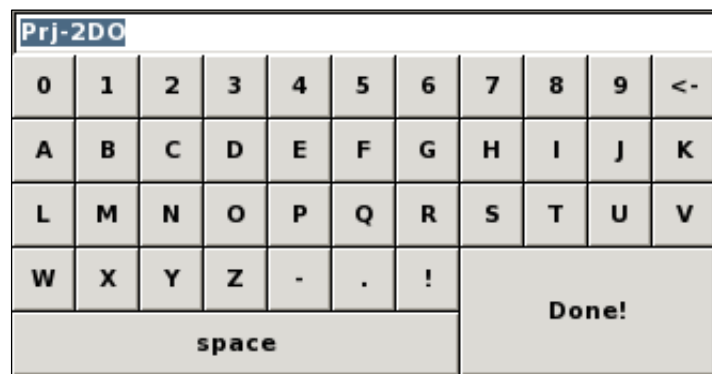 Prj-2DO
0 1 2 3 4 5 6 7 8 9 <-
A B C D E F G H I J K
L M N O P Q R S T U V
W X Y Z - . !
Done!
space